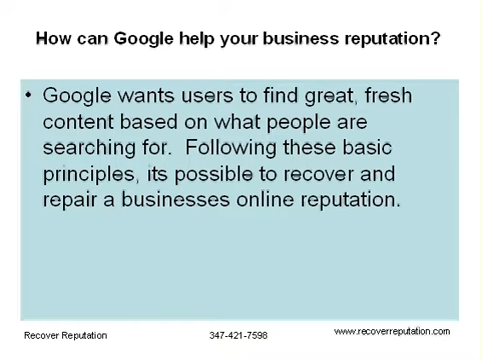 How can Google help your business reputation?
• Google wants users to find great, fresh
content based on what people are
searching for.  Following these basic
principles, its possible to recover and
repair a businesses online reputation.
Recover Reputation
347-421-7598
www.recoverreputation.com